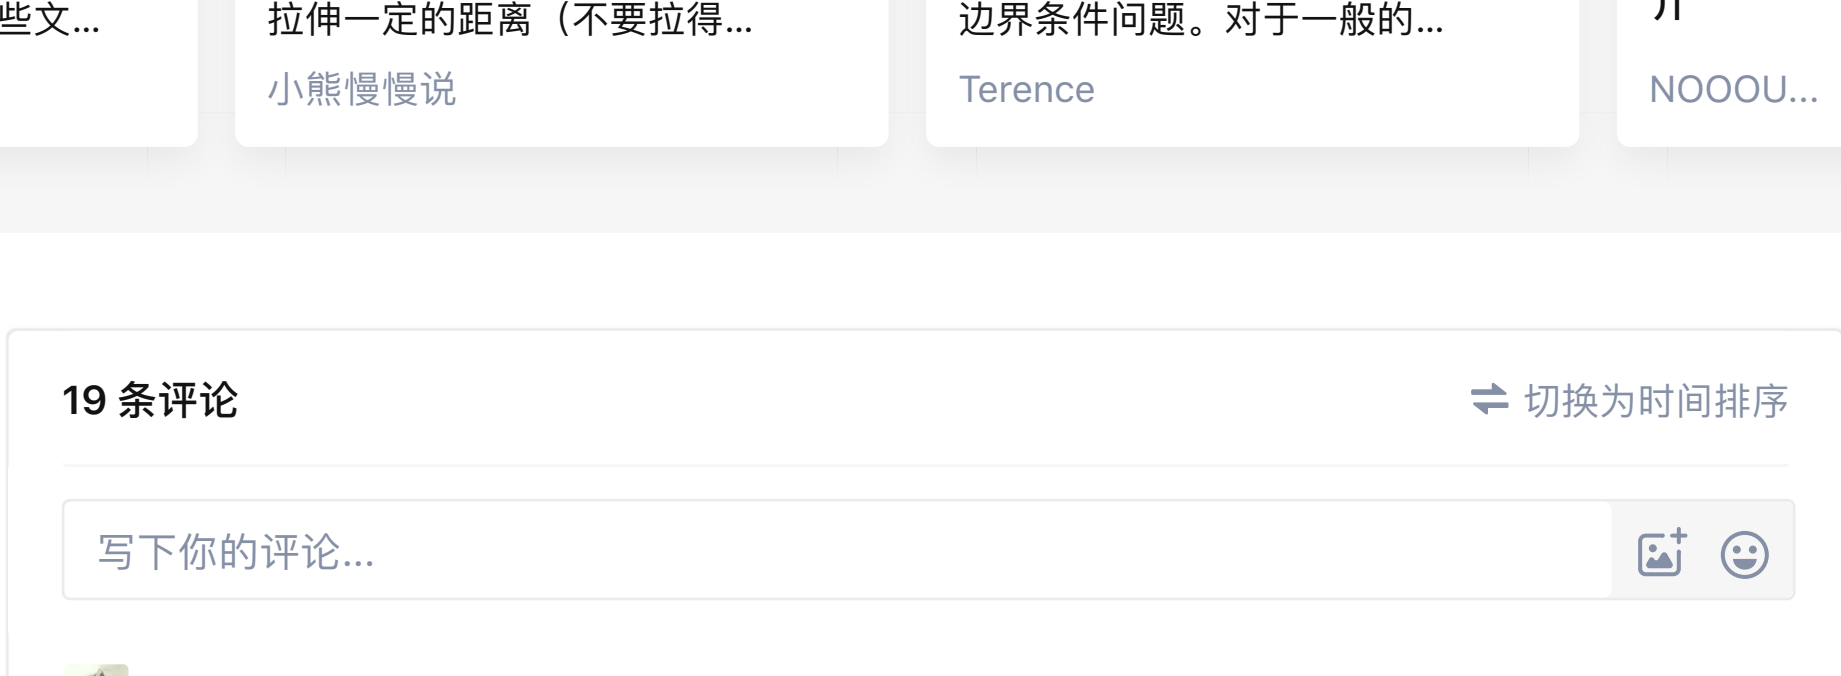 些文...
拉伸一定的距离（不要拉得...
边界条件问题。对于一般的...
小熊慢慢说
Terence
NOOOU...
19 条评论
切换为时间排序
写下你的评论...